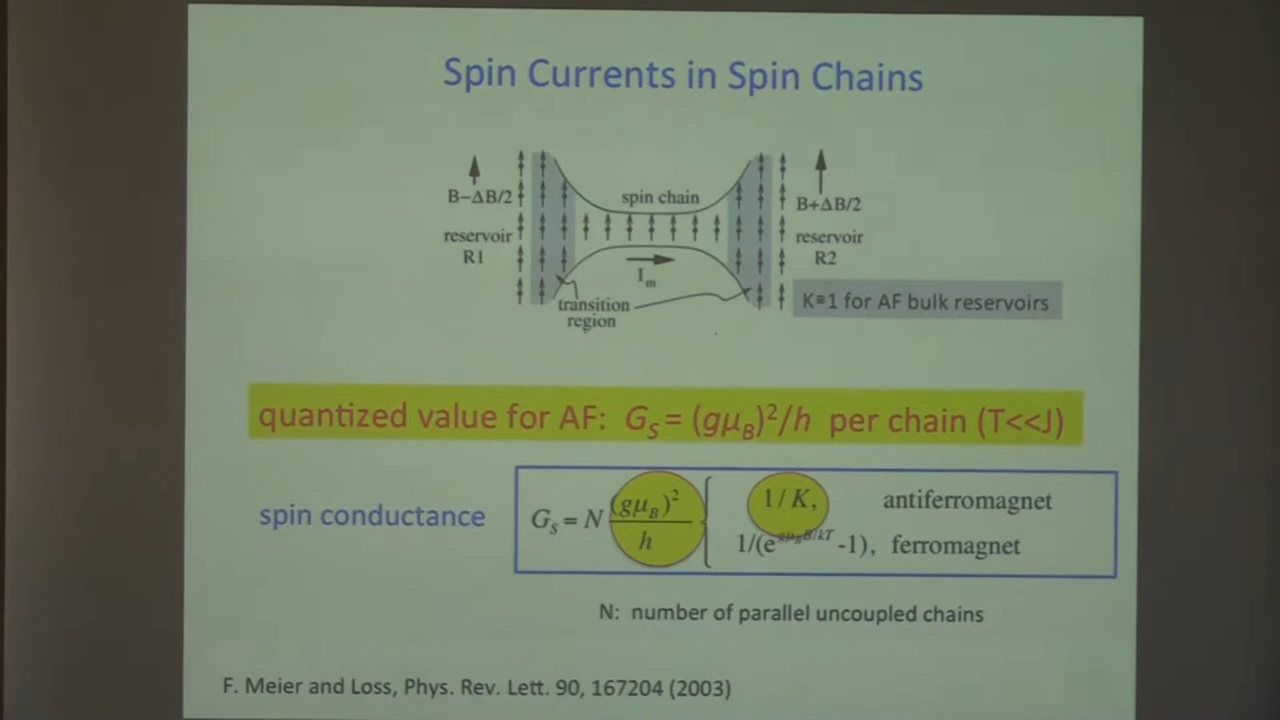 Spin Currents in Spin Chains
B−ΔB/2
reservoir
R1
spin chain
I_m
transition
region
B+ΔB/2
reservoir
R2
K≅1 for AF bulk reservoirs
quantized value for AF: G_S = (gμ_B)²/h per chain (T<<J)
spin conductance
G_S = N (gμ_B)²/h { 1/K, antiferromagnet
1/(e^{gμ_B B/kT} -1), ferromagnet
N: number of parallel uncoupled chains
F. Meier and Loss, Phys. Rev. Lett. 90, 167204 (2003)